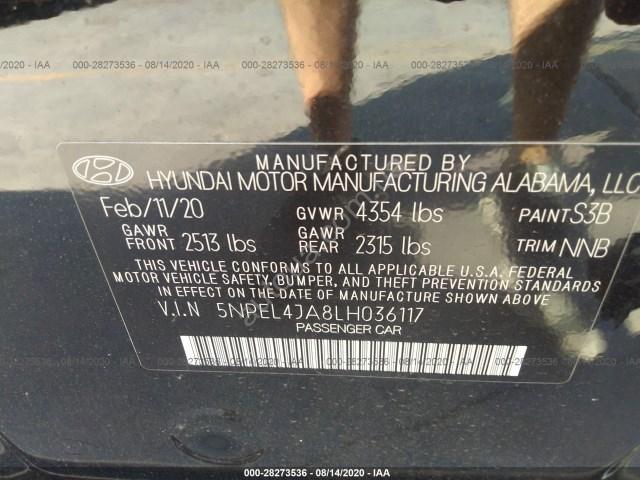 000-28273536 - 08/14/2020 - IAA
MANUFACTURED BY
HYUNDAI MOTOR MANUFACTURING ALABAMA, LLC
Feb/11/20 GVWR 4354 lbs PAINT S3B
GAWR FRONT 2513 lbs GAWR REAR 2315 lbs TRIM NNB
THIS VEHICLE CONFORMS TO ALL APPLICABLE U.S.A. FEDERAL
MOTOR VEHICLE SAFETY, BUMPER, AND THEFT PREVENTION STANDARDS
IN EFFECT ON THE DATE OF MANUFACTURE SHOWN ABOVE.
V.I.N 5NPEL4JA8LH036117
PASSENGER CAR
000-28273536 - 08/14/2020 - IAA